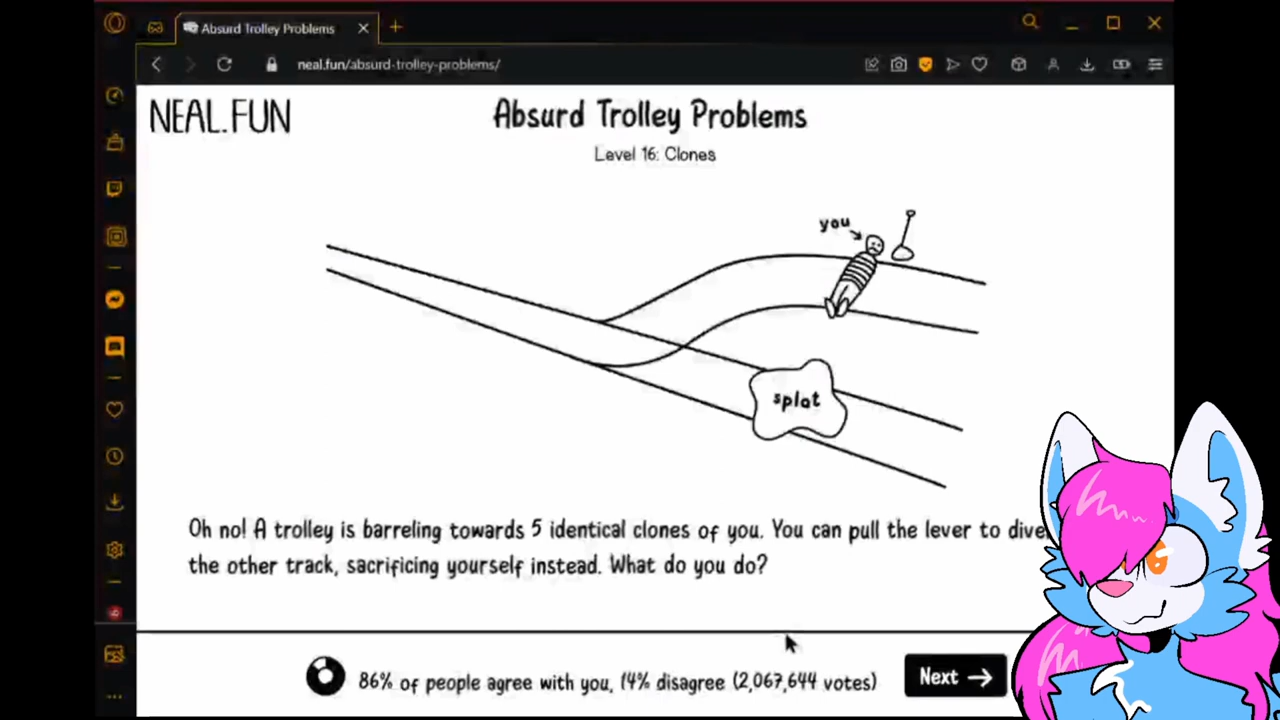 Absurd Trolley Problems
neal.fun/absurd-trolley-problems/
NEAL.FUN
Absurd Trolley Problems
Level 16: Clones
you
splat
Oh no! A trolley is barreling towards 5 identical clones of you. You can pull the lever to
the other track, sacrificing yourself instead. What do you do?
86% of people agree with you, 14% disagree (2,067,644 votes)
Next →